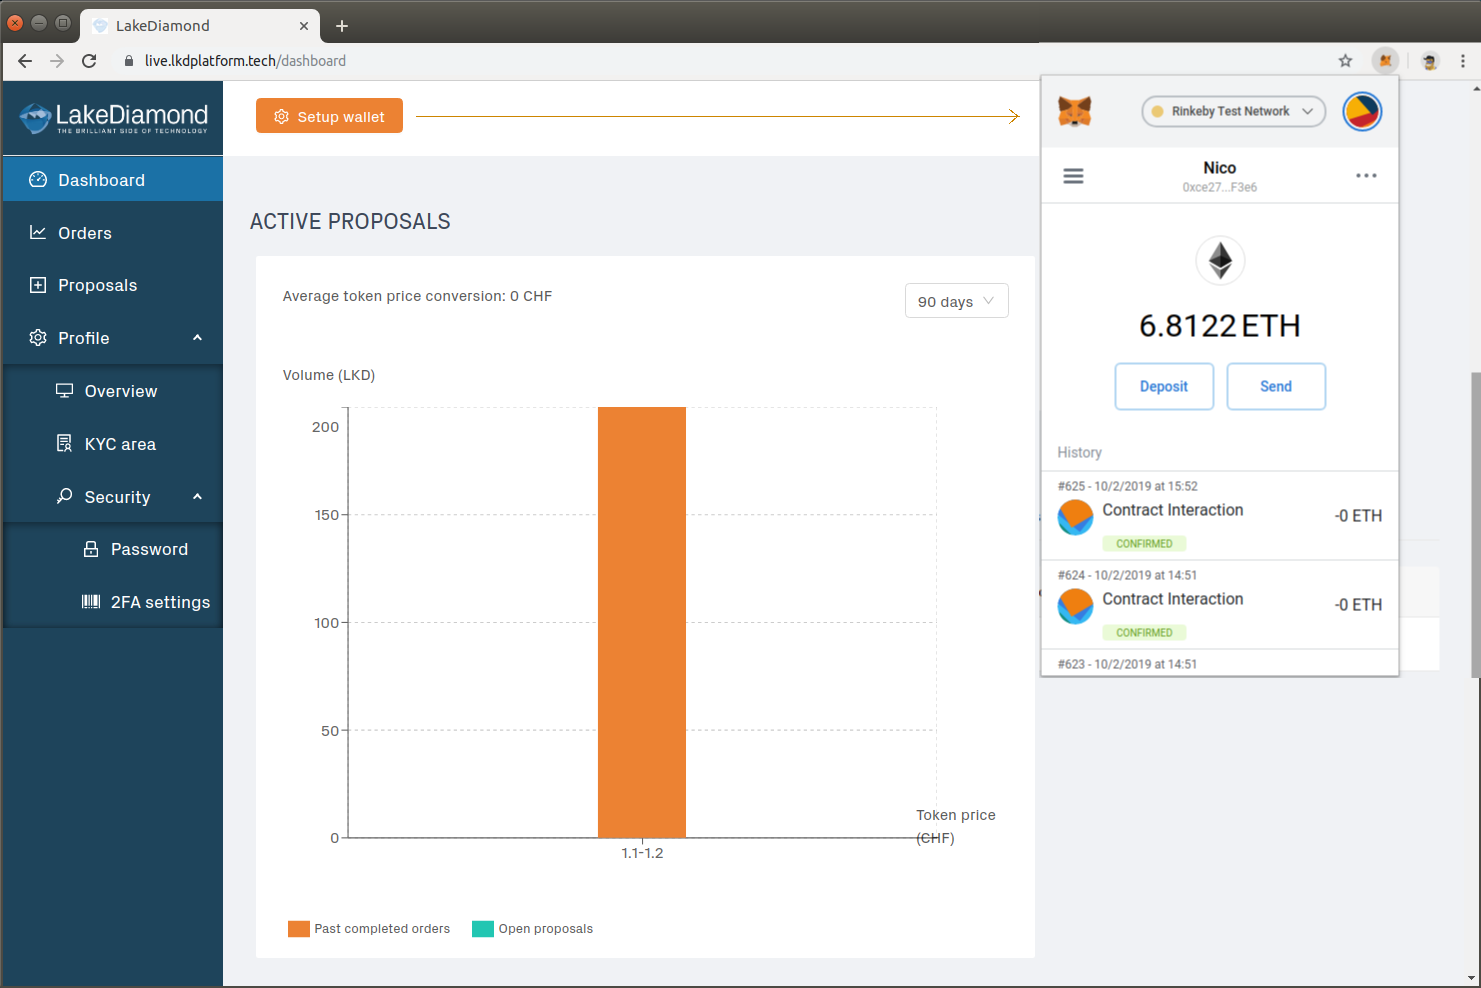 LakeDiamond
live.lkdplatform.tech/dashboard
LakeDiamond
THE BRILLIANT SIDE OF TECHNOLOGY
Setup wallet
Dashboard
Orders
Proposals
Profile
Overview
KYC area
Security
Password
2FA settings
ACTIVE PROPOSALS
Average token price conversion: 0 CHF
90 days
Volume (LKD)
200
150
100
50
0
1.1-1.2
Token price
(CHF)
Past completed orders
Open proposals
Rinkeby Test Network
Nico
0xce27...F3e6
6.8122 ETH
Deposit
Send
History
#625 - 10/2/2019 at 15:52
Contract Interaction
-0 ETH
CONFIRMED
#624 - 10/2/2019 at 14:51
Contract Interaction
-0 ETH
CONFIRMED
#623 - 10/2/2019 at 14:51